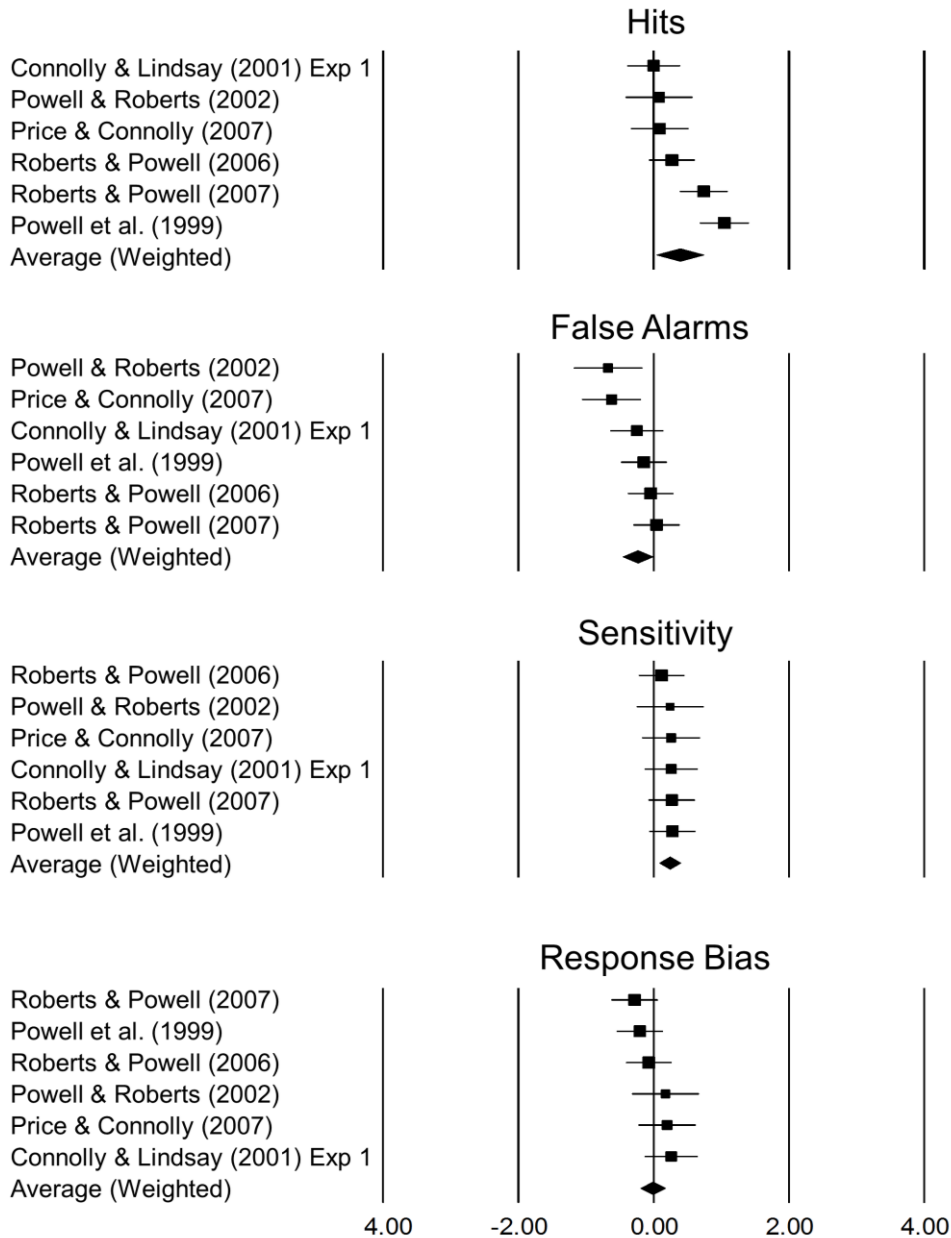 Hits
Connolly & Lindsay (2001) Exp 1
Powell & Roberts (2002)
Price & Connolly (2007)
Roberts & Powell (2006)
Roberts & Powell (2007)
Powell et al. (1999)
Average (Weighted)
False Alarms
Powell & Roberts (2002)
Price & Connolly (2007)
Connolly & Lindsay (2001) Exp 1
Powell et al. (1999)
Roberts & Powell (2006)
Roberts & Powell (2007)
Average (Weighted)
Sensitivity
Roberts & Powell (2006)
Powell & Roberts (2002)
Price & Connolly (2007)
Connolly & Lindsay (2001) Exp 1
Roberts & Powell (2007)
Powell et al. (1999)
Average (Weighted)
Response Bias
Roberts & Powell (2007)
Powell et al. (1999)
Roberts & Powell (2006)
Powell & Roberts (2002)
Price & Connolly (2007)
Connolly & Lindsay (2001) Exp 1
Average (Weighted)
4.00 -2.00 0.00 2.00 4.00